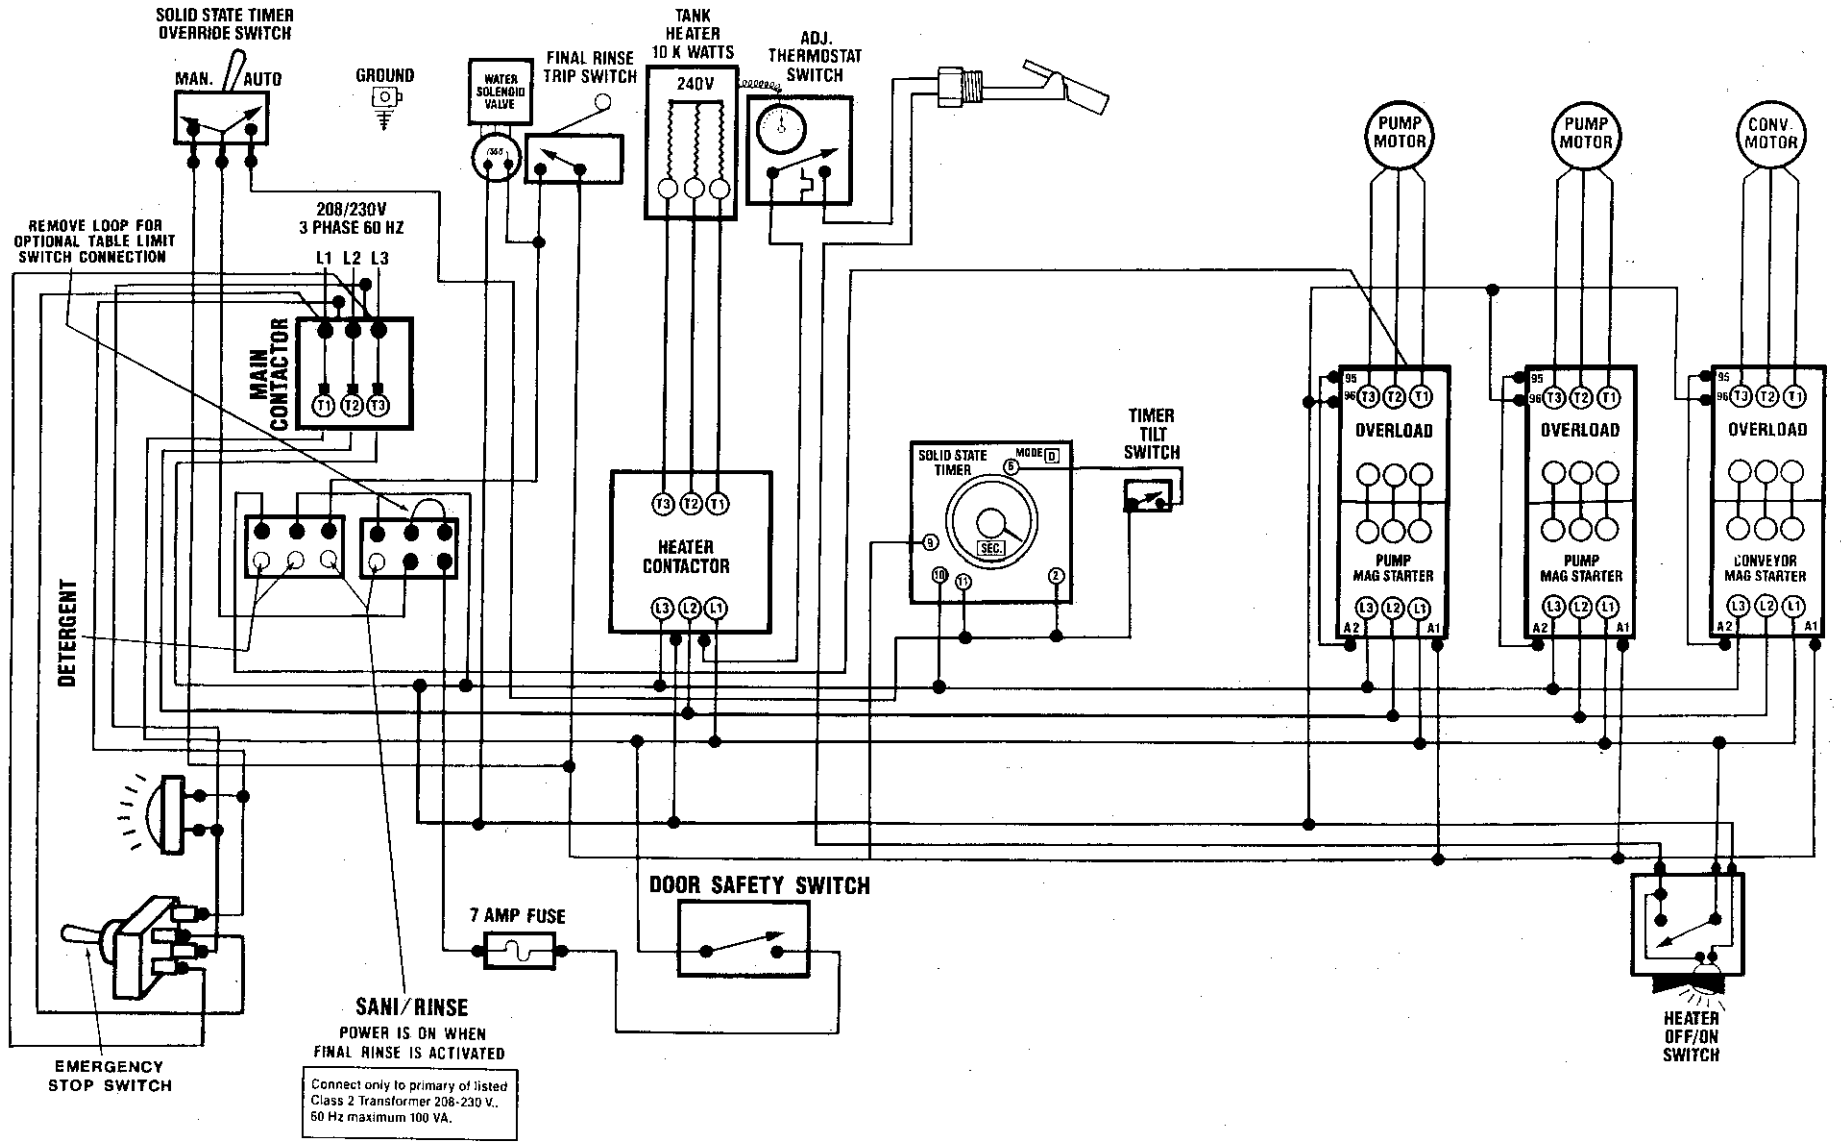 SOLID STATE TIMER
OVERRIDE SWITCH
MAN.
AUTO
GROUND
WATER
SOLENOID
VALVE
FINAL RINSE
TRIP SWITCH
TANK
HEATER
10 K WATTS
240V
ADJ.
THERMOSTAT
SWITCH
PUMP
MOTOR
PUMP
MOTOR
CONV.
MOTOR
REMOVE LOOP FOR
OPTIONAL TABLE LIMIT
SWITCH CONNECTION
208/230V
3 PHASE 60 HZ
L1 L2 L3
MAIN
CONTACTOR
T1 T2 T3
95
96
T3 T2 T1
OVERLOAD
PUMP
MAG STARTER
L3 L2 L1
A2 A1
95
96
T3 T2 T1
OVERLOAD
PUMP
MAG STARTER
L3 L2 L1
A2 A1
95
96
T3 T2 T1
OVERLOAD
CONVEYOR
MAG STARTER
L3 L2 L1
A2 A1
TIMER
TILT
SWITCH
SOLID STATE
TIMER
MODE D
6
9
SEC.
10
11
2
T3 T2 T1
HEATER
CONTACTOR
L3 L2 L1
DETERGENT
DOOR SAFETY SWITCH
7 AMP FUSE
SANI/RINSE
POWER IS ON WHEN
FINAL RINSE IS ACTIVATED
Connect only to primary of listed
Class 2 Transformer 208-230 V.,
60 Hz maximum 100 VA.
EMERGENCY
STOP SWITCH
HEATER
OFF/ON
SWITCH